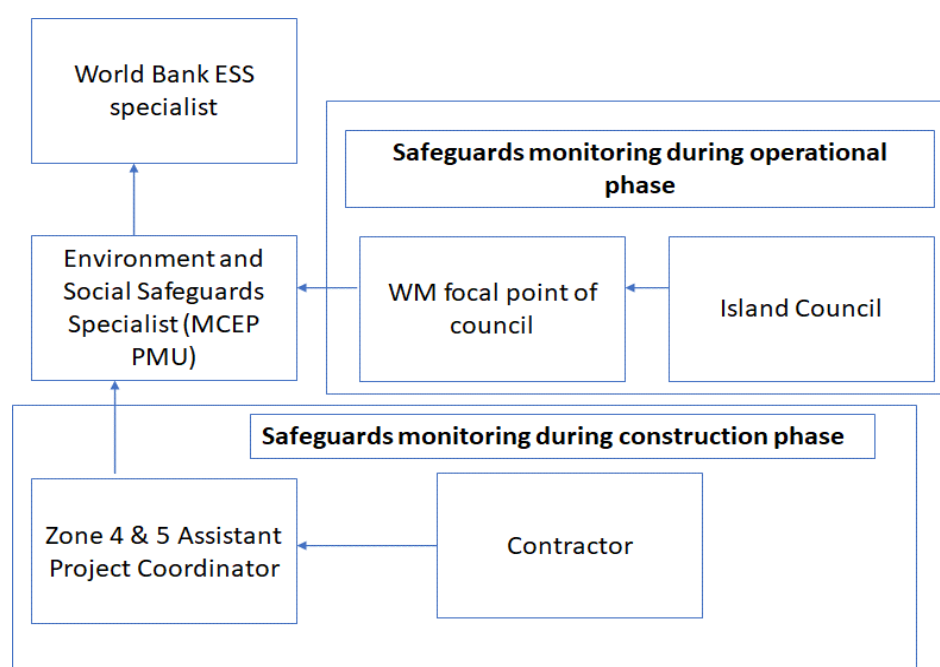 World Bank ESS
specialist
Safeguards monitoring during operational
phase
Environment and
Social Safeguards
Specialist (MCEP
PMU)
WM focal point of
council
Island Council
Safeguards monitoring during construction phase
Zone 4 & 5 Assistant
Project Coordinator
Contractor